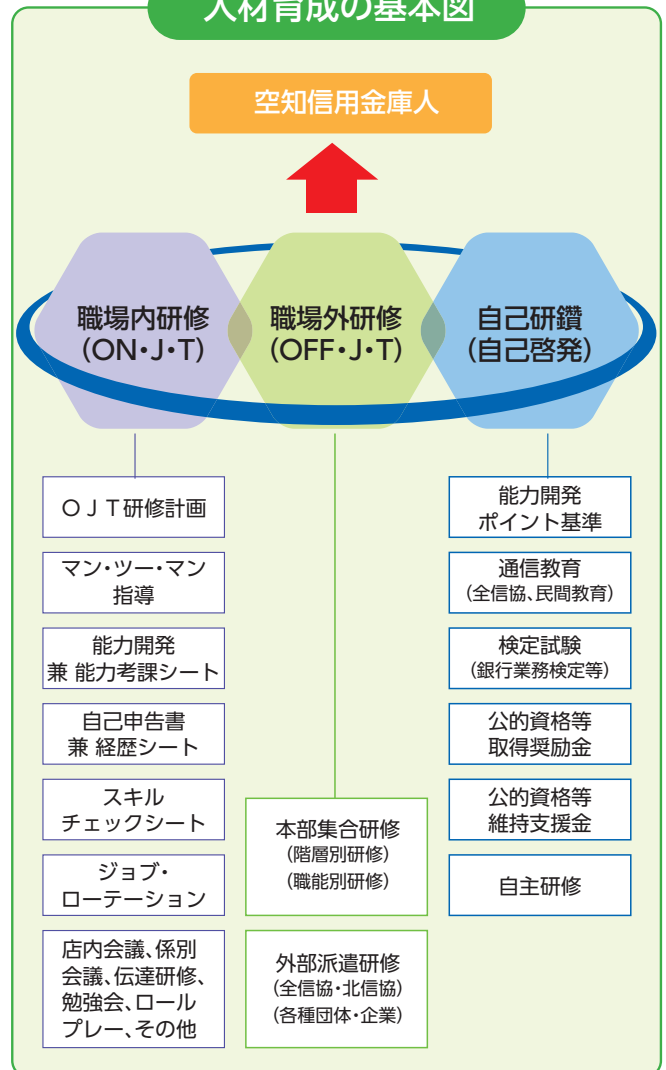 人材育成の基本図
空知信用金庫人
職場内研修
(ON・J・T)
職場外研修
(OFF・J・T)
自己研鑽
(自己啓発)
ＯＪＴ研修計画
マン・ツー・マン
指導
能力開発
兼 能力考課シート
自己申告書
兼 経歴シート
スキル
チェックシート
ジョブ・
ローテーション
店内会議、係別
会議、伝達研修、
勉強会、ロール
プレー、その他
本部集合研修
(階層別研修)
(職能別研修)
外部派遣研修
(全信協・北信協)
(各種団体・企業)
能力開発
ポイント基準
通信教育
(全信協、民間教育)
検定試験
(銀行業務検定等)
公的資格等
取得奨励金
公的資格等
維持支援金
自主研修